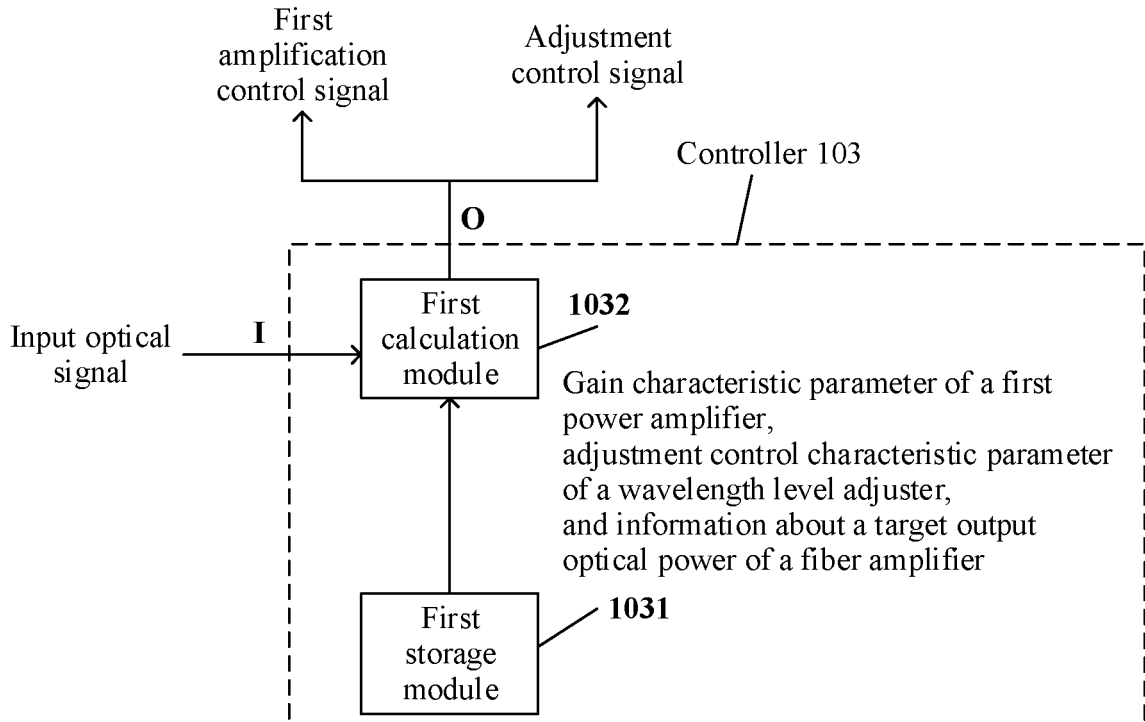 First
amplification
control signal
Adjustment
control signal
Controller 103
O
First
calculation
module
1032
I
Input optical
signal
Gain characteristic parameter of a first
power amplifier,
adjustment control characteristic parameter
of a wavelength level adjuster,
and information about a target output
optical power of a fiber amplifier
1031
First
storage
module